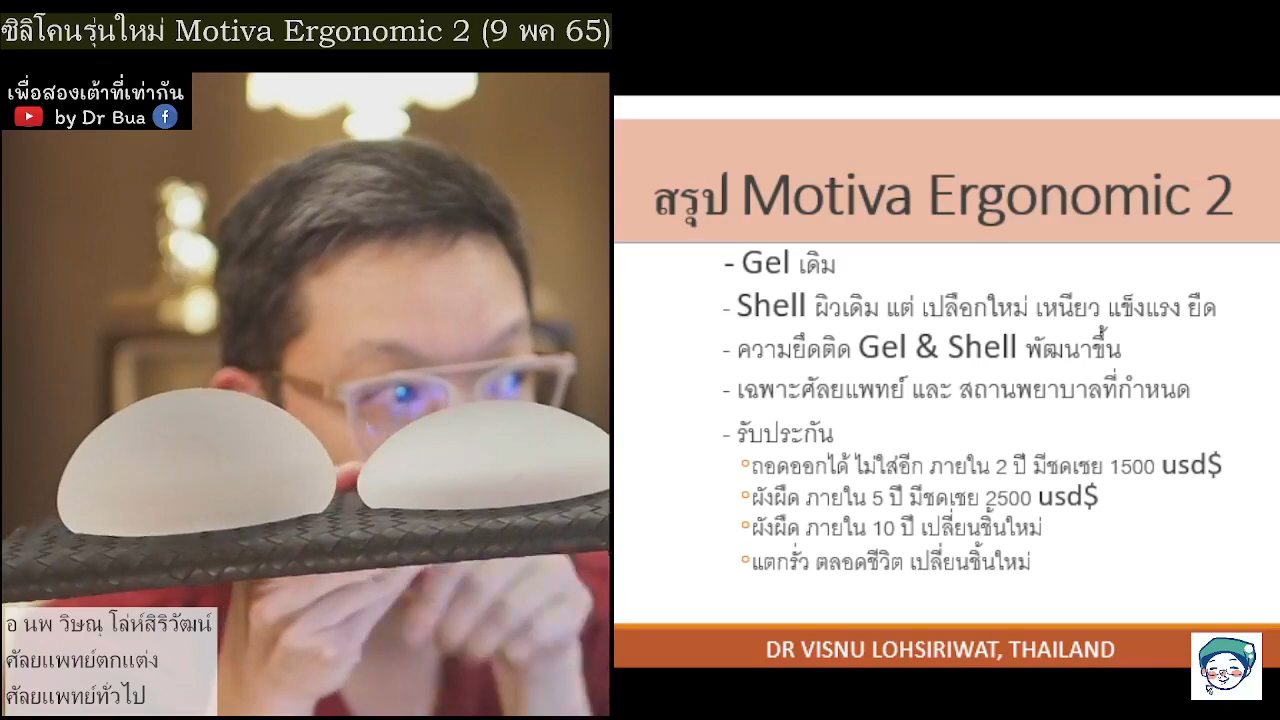 ซิลิโคนรุ่นใหม่ Motiva Ergonomic 2 (9 พค 65)
เพื่อสองเต้าที่เท่ากัน
by Dr Bua
อ นพ วิษณุ โล่ห์สิริวัฒน์
ศัลยแพทย์ตกแต่ง
ศัลยแพทย์ทั่วไป
สรุป Motiva Ergonomic 2
- Gel เดิม
- Shell ผิวเดิม แต่ เปลือกใหม่ เหนียว แข็งแรง ยืด
- ความยึดติด Gel & Shell พัฒนาขึ้น
- เฉพาะศัลยแพทย์ และ สถานพยาบาลที่กำหนด
- รับประกัน
ถอดออกได้ ไม่ใส่อีก ภายใน 2 ปี มีชดเชย 1500 usd$
ผังผืด ภายใน 5 ปี มีชดเชย 2500 usd$
ผังผืด ภายใน 10 ปี เปลี่ยนชิ้นใหม่
แตกรั่ว ตลอดชีวิต เปลี่ยนชิ้นใหม่
DR VISNU LOHSIRIWAT, THAILAND